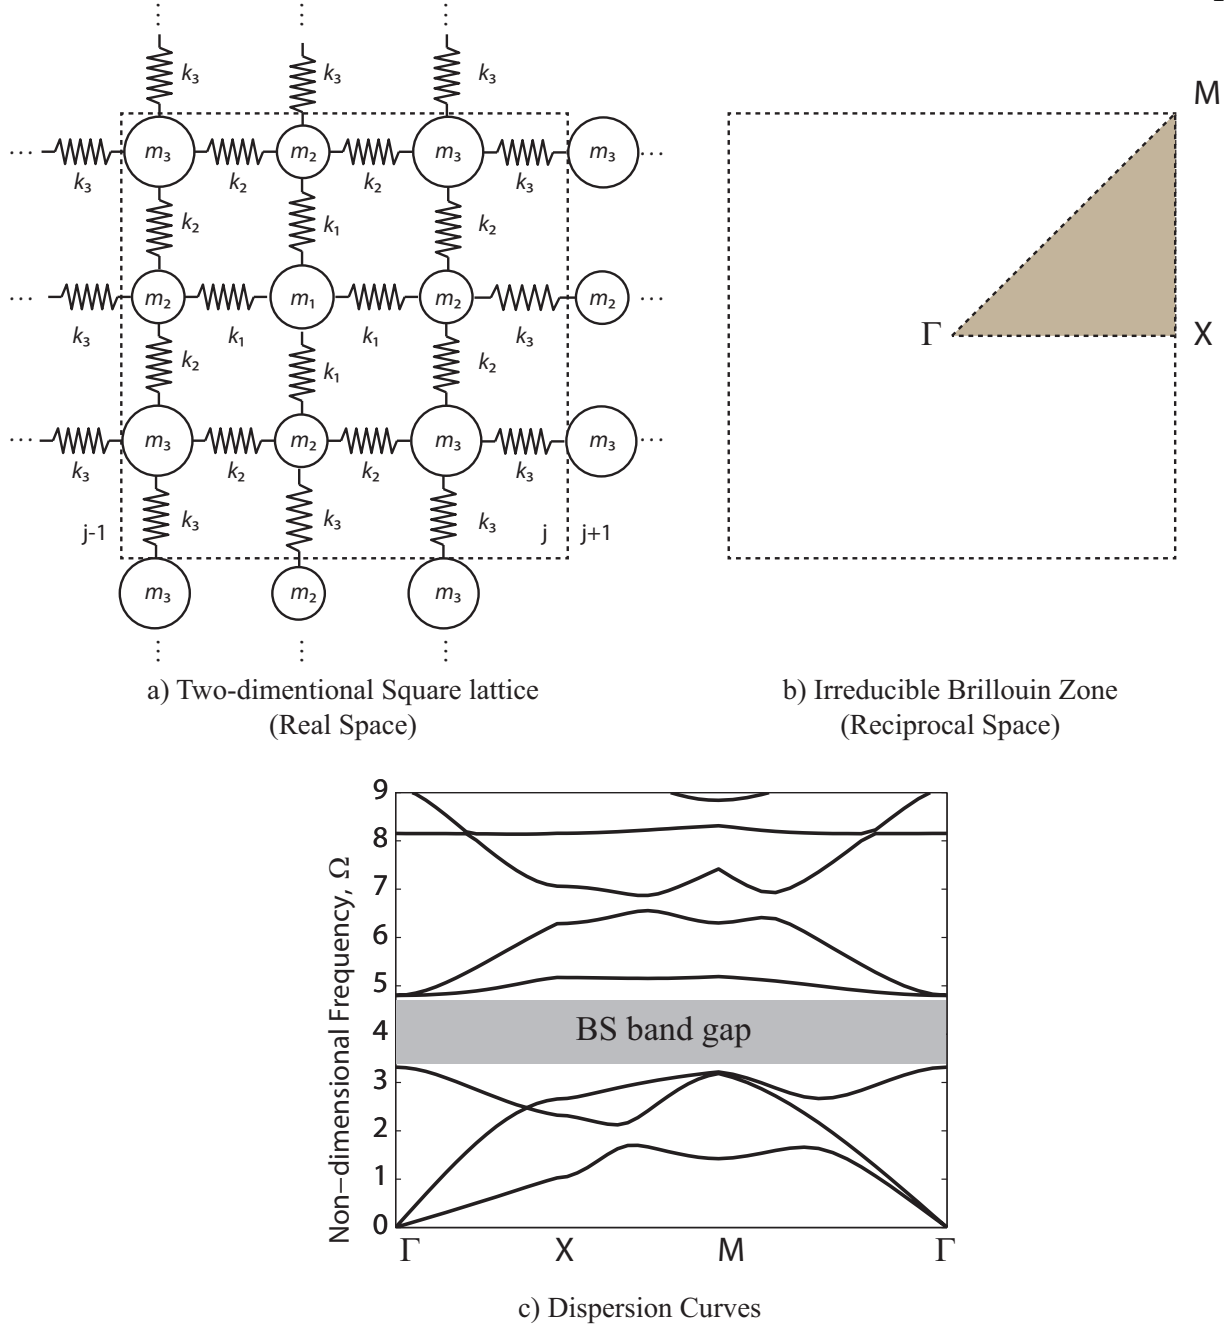 ⋮ ⋮ ⋮
k3 k3 k3
M
··· m3 m2 m3 m3 ···
k3 k2 k2 k3
k2 k1 k2
··· m2 m1 m2 m2 ···
k3 k1 k1 k3
Γ X
k2 k1 k2
··· m3 m2 m3 m3 ···
k3 k2 k2 k3
k3 k3 k3
j-1 j j+1
m3 m2 m3
⋮ ⋮ ⋮
a) Two-dimentional Square lattice
(Real Space)
b) Irreducible Brillouin Zone
(Reciprocal Space)
Non−dimensional Frequency, Ω
9
8
7
6
5
4
3
2
1
0
BS band gap
Γ X M Γ
c) Dispersion Curves